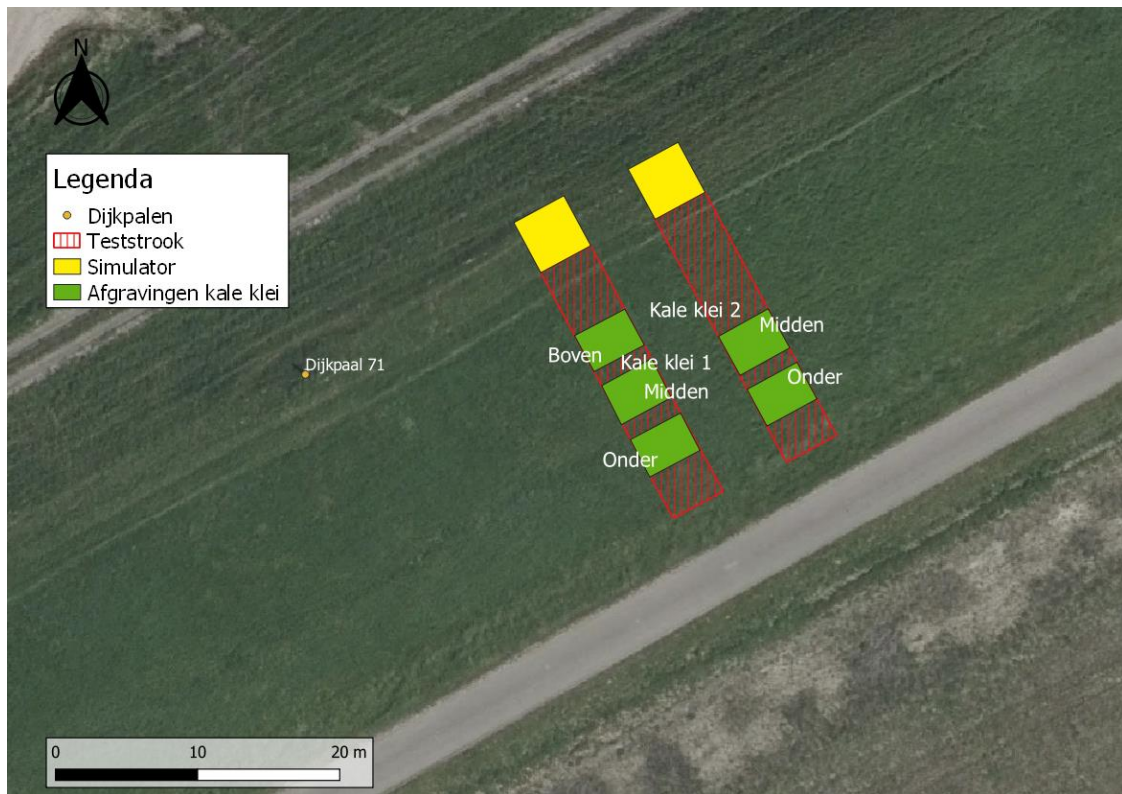 N
Legenda
Dijkpalen
Teststrook
Simulator
Afgravingen kale klei
Kale klei 2
Midden
Boven
Kale klei 1
Dijkpaal 71
Onder
Midden
Onder
0 10 20 m